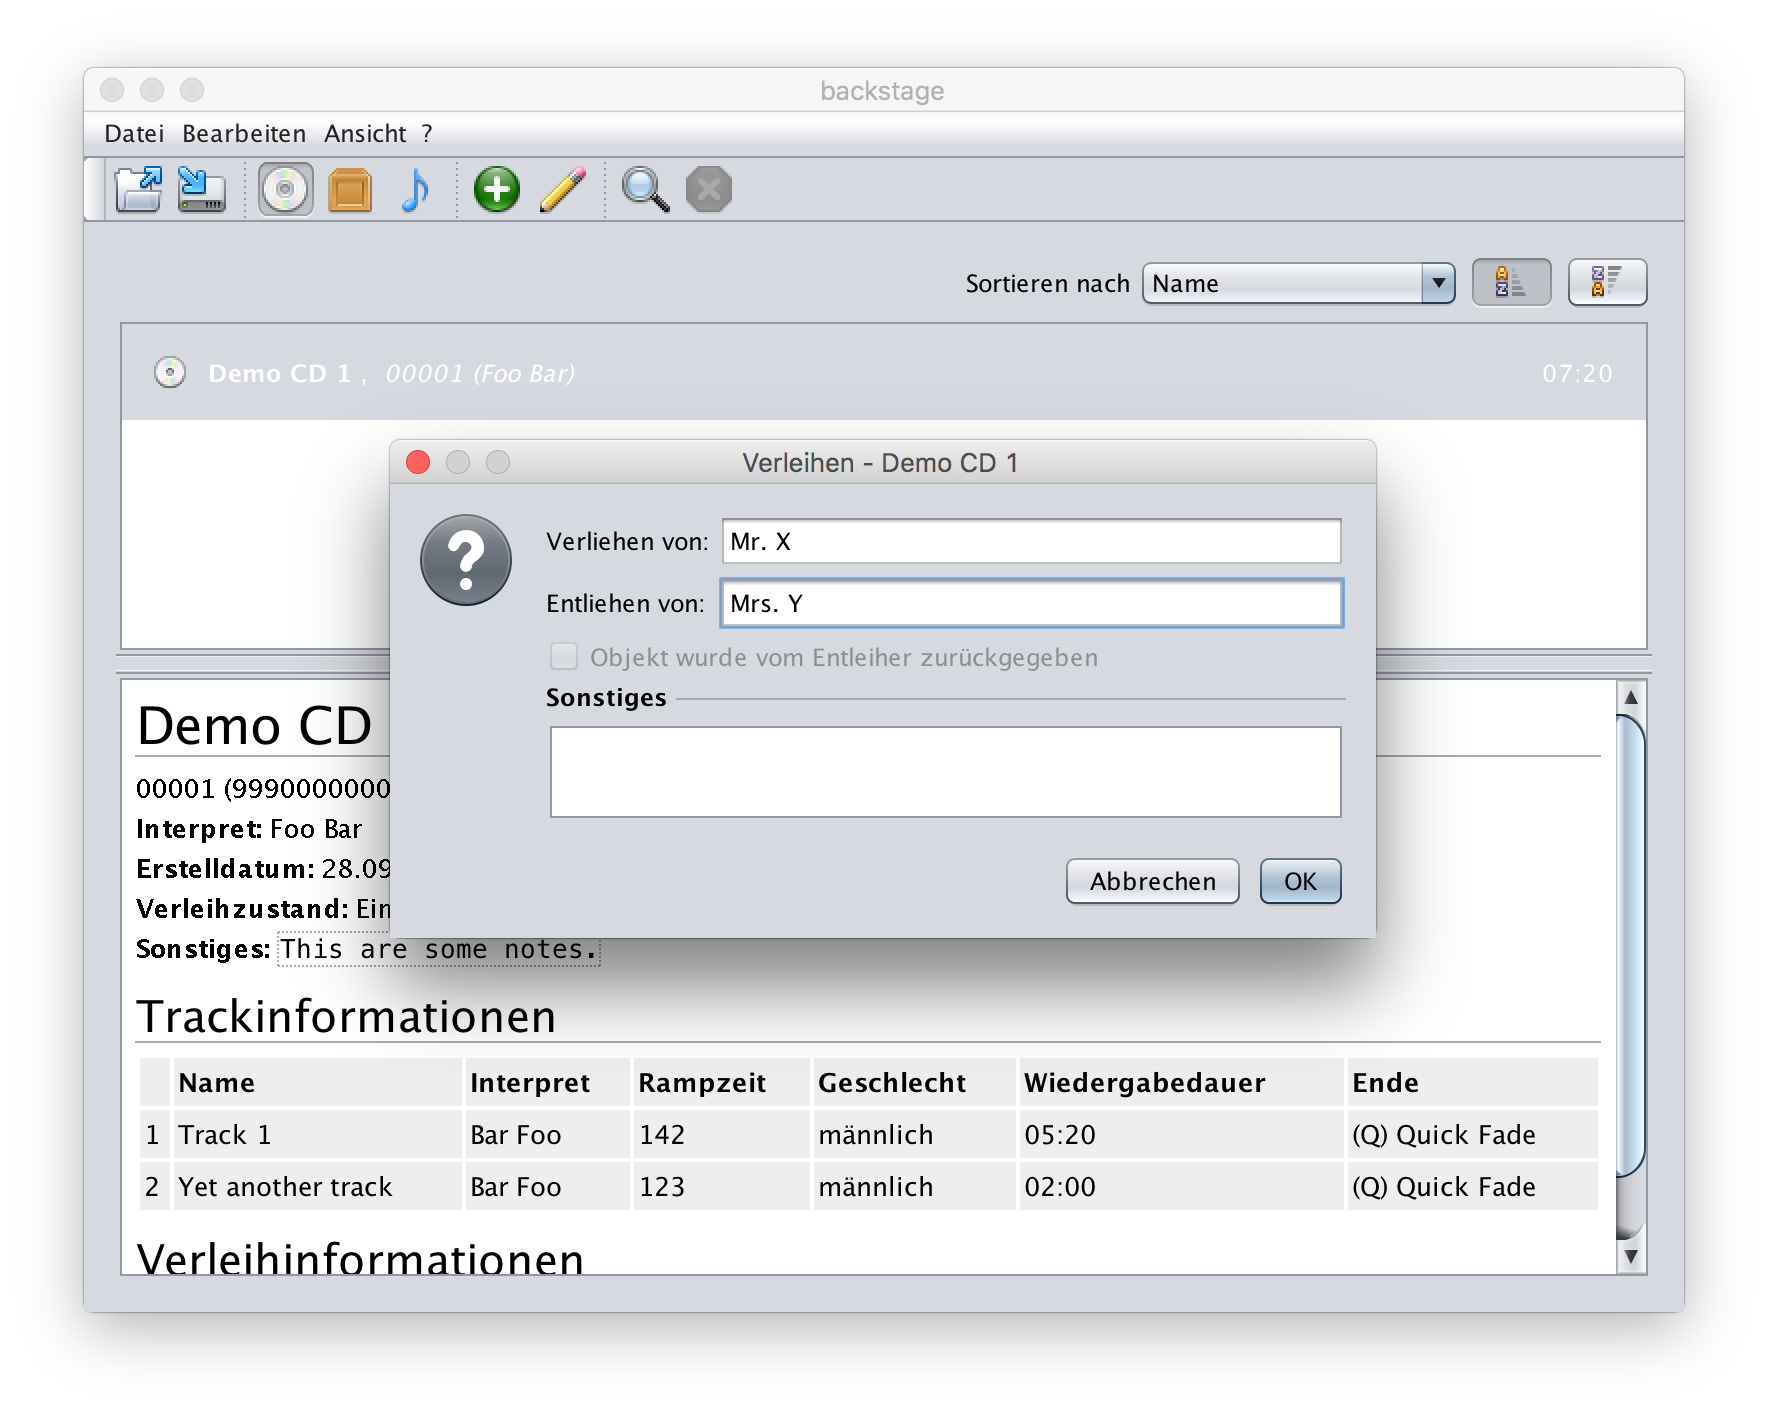 backstage
Datei Bearbeiten Ansicht ?
Sortieren nach Name
Demo CD 1 , 00001 (Foo Bar) 07:20
Verleihen - Demo CD 1
Verliehen von: Mr. X
Entliehen von: Mrs. Y
Objekt wurde vom Entleiher zurückgegeben
Sonstiges
Abbrechen OK
Demo CD
00001 (9990000000
Interpret: Foo Bar
Erstelldatum: 28.09
Verleihzustand: Ein
Sonstiges: This are some notes.
Trackinformationen
Name Interpret Rampzeit Geschlecht Wiedergabedauer Ende
1 Track 1 Bar Foo 142 männlich 05:20 (Q) Quick Fade
2 Yet another track Bar Foo 123 männlich 02:00 (Q) Quick Fade
Verleihinformationen